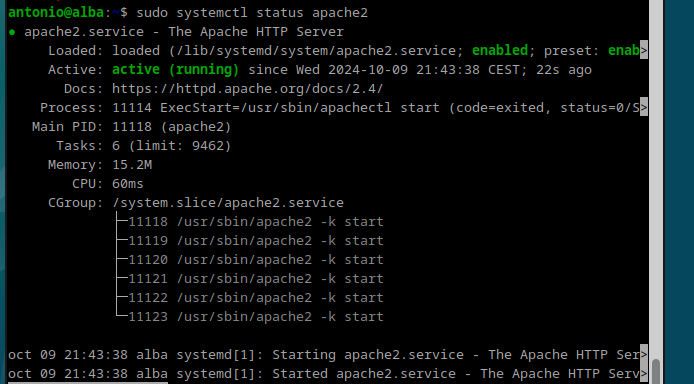 antonio@alba:~$ sudo systemctl status apache2
● apache2.service - The Apache HTTP Server
     Loaded: loaded (/lib/systemd/system/apache2.service; enabled; preset: enab>
     Active: active (running) since Wed 2024-10-09 21:43:38 CEST; 22s ago
       Docs: https://httpd.apache.org/docs/2.4/
    Process: 11114 ExecStart=/usr/sbin/apachectl start (code=exited, status=0/S>
   Main PID: 11118 (apache2)
      Tasks: 6 (limit: 9462)
     Memory: 15.2M
        CPU: 60ms
     CGroup: /system.slice/apache2.service
             ├─11118 /usr/sbin/apache2 -k start
             ├─11119 /usr/sbin/apache2 -k start
             ├─11120 /usr/sbin/apache2 -k start
             ├─11121 /usr/sbin/apache2 -k start
             ├─11122 /usr/sbin/apache2 -k start
             └─11123 /usr/sbin/apache2 -k start
oct 09 21:43:38 alba systemd[1]: Starting apache2.service - The Apache HTTP Ser>
oct 09 21:43:38 alba systemd[1]: Started apache2.service - The Apache HTTP Serv>